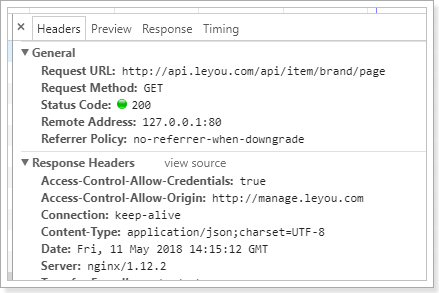 × Headers Preview Response Timing
▼ General
Request URL: http://api.leyou.com/api/item/brand/page
Request Method: GET
Status Code: 200
Remote Address: 127.0.0.1:80
Referrer Policy: no-referrer-when-downgrade
▼ Response Headers view source
Access-Control-Allow-Credentials: true
Access-Control-Allow-Origin: http://manage.leyou.com
Connection: keep-alive
Content-Type: application/json;charset=UTF-8
Date: Fri, 11 May 2018 14:15:12 GMT
Server: nginx/1.12.2